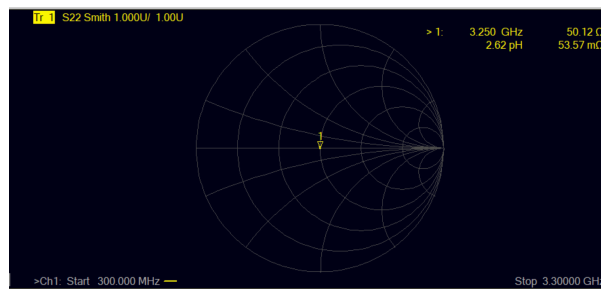 Tr 1 S22 Smith 1.000U/ 1.00U
> 1: 3.250 GHz 50.12 Ω
2.62 pH 53.57 mΩ
1
>Ch1: Start 300.000 MHz — Stop 3.30000 GHz